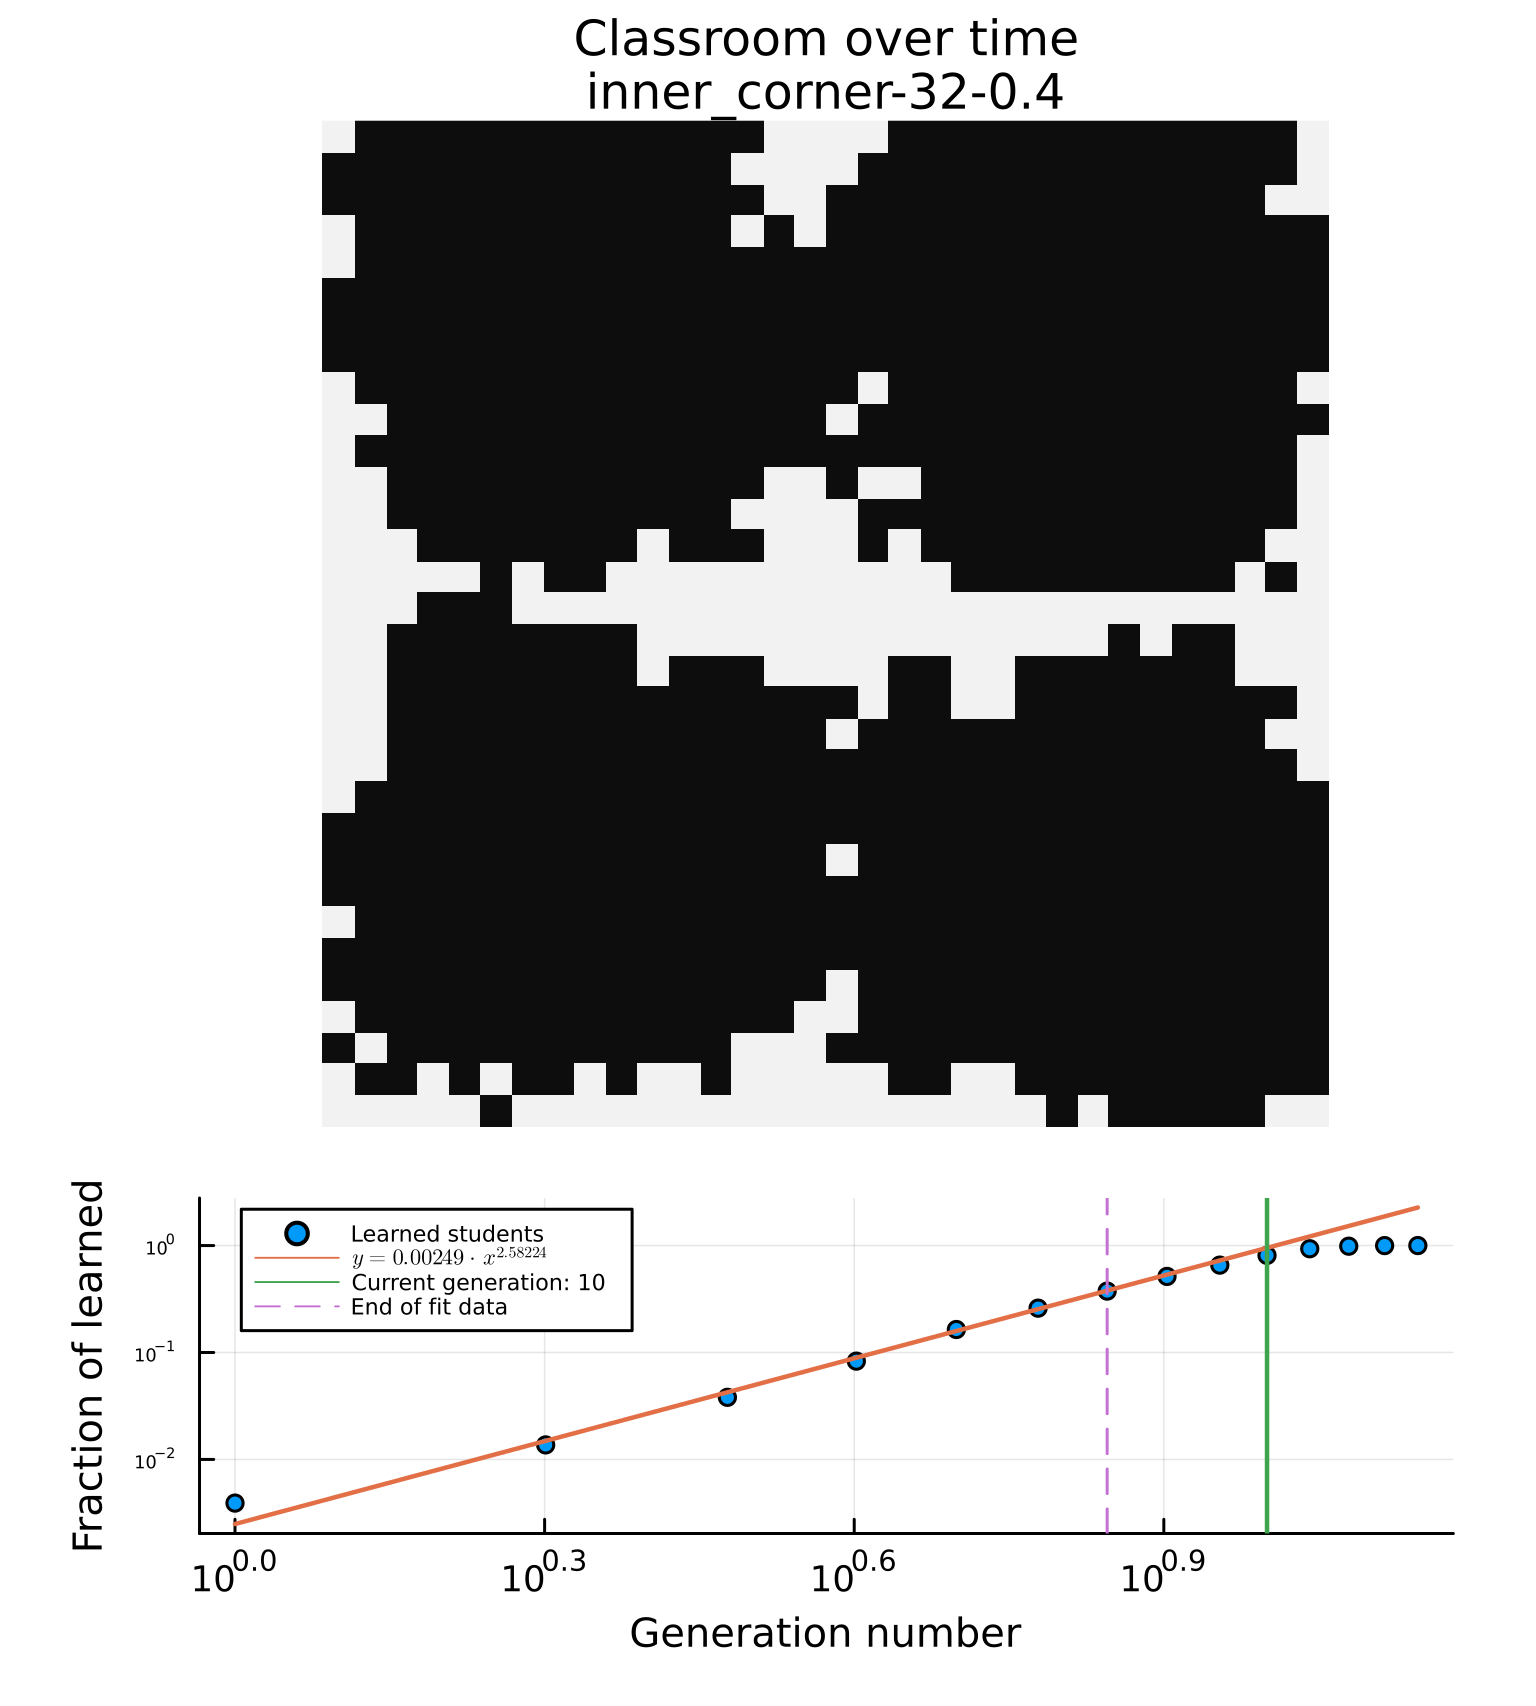 Classroom over time
inner_corner-32-0.4
Fraction of learned
10⁰
10⁻¹
10⁻²
Learned students
y = 0.00249 · x^2.58224
Current generation: 10
End of fit data
10^0.0 10^0.3 10^0.6 10^0.9
Generation number